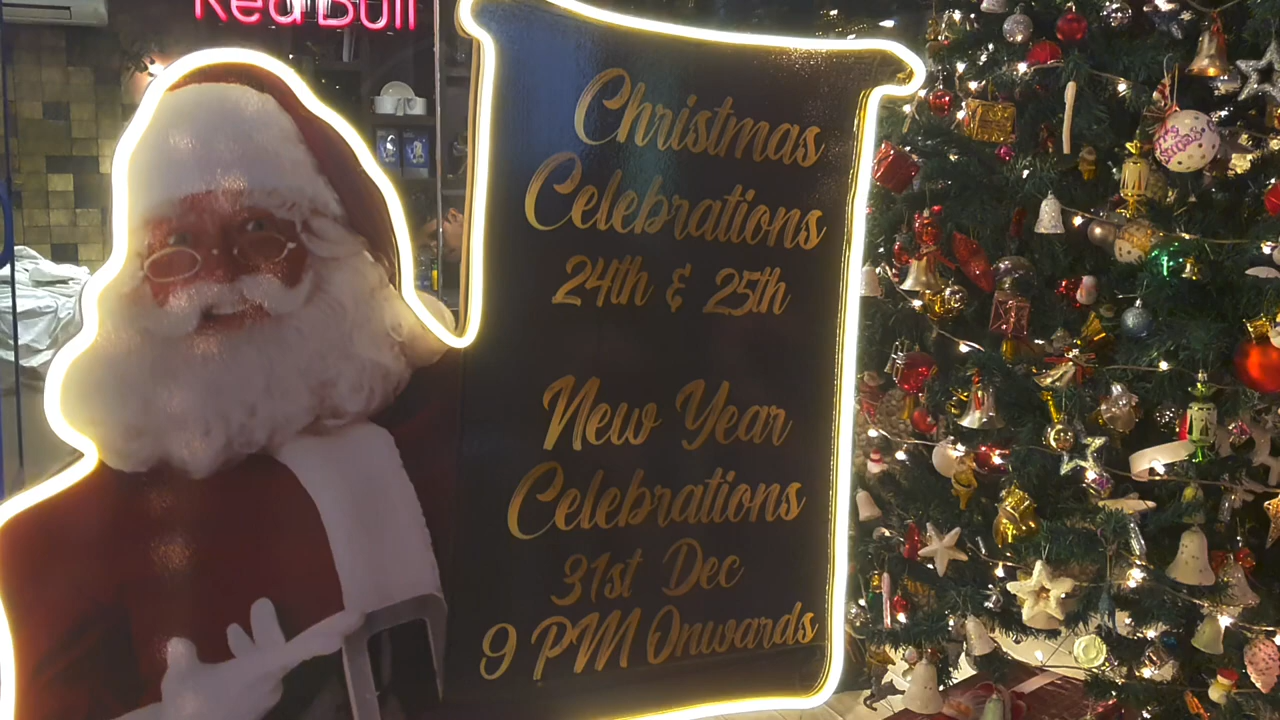 Red Bull
Christmas
Celebrations
24th & 25th
New Year
Celebrations
31st Dec
9 PM Onwards